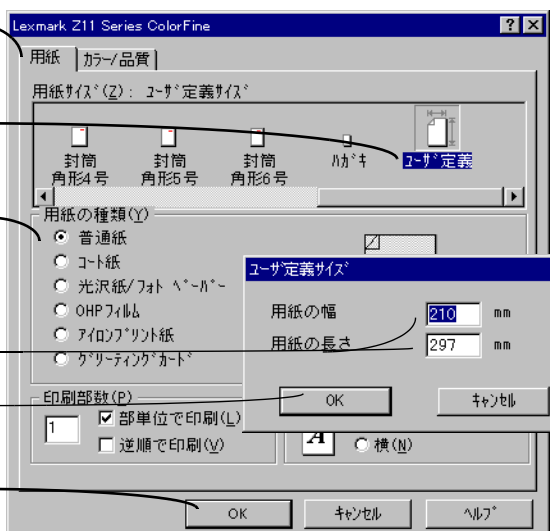 Lexmark Z11 Series ColorFine
用紙 ｶﾗｰ/品質
用紙ｻｲｽﾞ(Z): ﾕｰｻﾞ定義ｻｲｽﾞ
封筒 角形4号
封筒 角形5号
封筒 角形6号
ﾊｶﾞｷ
ﾕｰｻﾞ定義
用紙の種類(Y)
普通紙
ｺｰﾄ紙
光沢紙/ﾌｫﾄ ﾍﾟｰﾊﾟｰ
OHPﾌｨﾙﾑ
ｱｲﾛﾝﾌﾟﾘﾝﾄ紙
ｸﾞﾘｰﾃｨﾝｸﾞｶｰﾄﾞ
ﾕｰｻﾞ定義ｻｲｽﾞ
用紙の幅 210 mm
用紙の長さ 297 mm
OK ｷｬﾝｾﾙ
印刷部数(P)
1
部単位で印刷(L)
逆順で印刷(V)
A
横(N)
OK ｷｬﾝｾﾙ ﾍﾙﾌﾟ